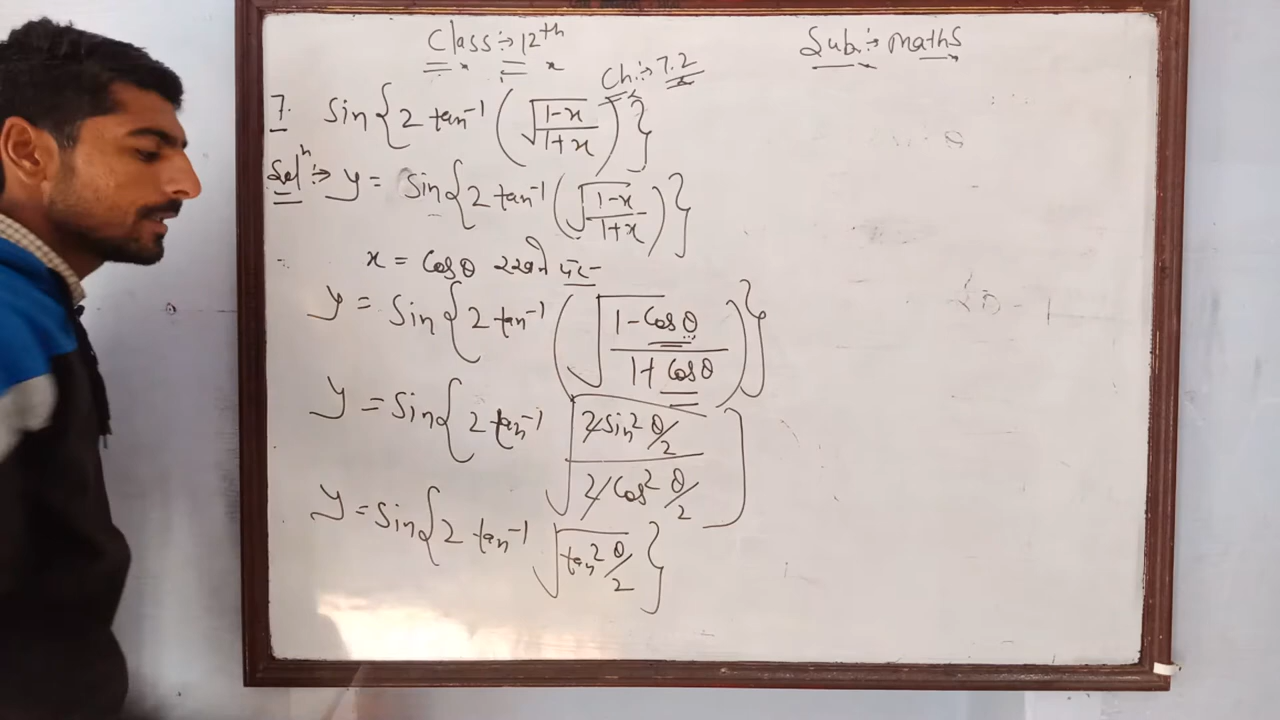 Class:→12th
Sub:→Maths
Ch:→7.2
7. Sin{2 tan⁻¹(√(1-x)/(1+x))}
Solⁿ:→ y = Sin{2 tan⁻¹(√(1-x)/(1+x))}
x = Cosθ रखने पर-
y = Sin{2 tan⁻¹(√(1-Cosθ)/(1+Cosθ))}
y = Sin{2 tan⁻¹ √(2Sin² θ/2)/(2Cos² θ/2)}
y = Sin{2 tan⁻¹ √tan² θ/2}